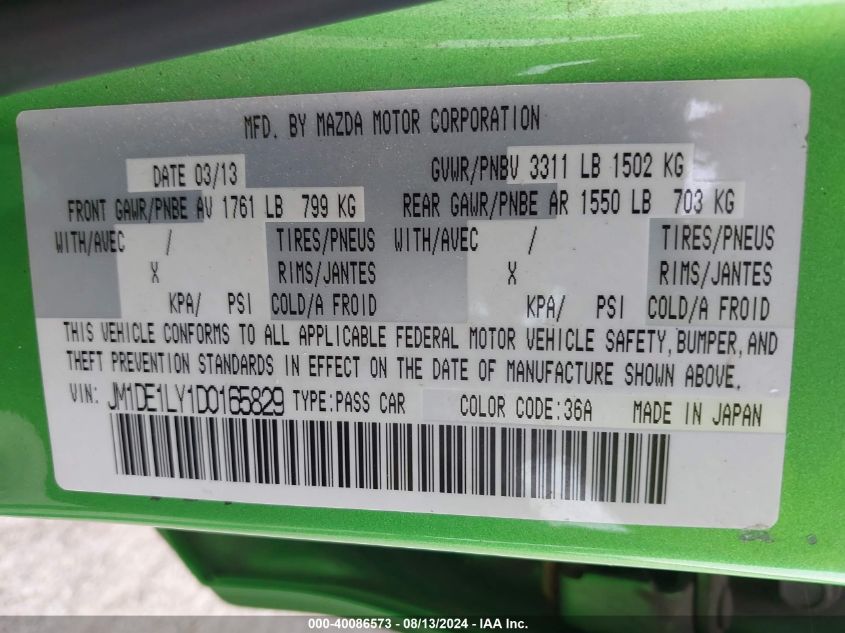 MFD. BY MAZDA MOTOR CORPORATION
DATE 03/13 GVWR/PNBV 3311 LB 1502 KG
FRONT GAWR/PNBE AV 1761 LB 799 KG REAR GAWR/PNBE AR 1550 LB 703 KG
WITH/AVEC / TIRES/PNEUS WITH/AVEC / TIRES/PNEUS
X RIMS/JANTES X RIMS/JANTES
KPA/ PSI COLD/A FROID KPA/ PSI COLD/A FROID
THIS VEHICLE CONFORMS TO ALL APPLICABLE FEDERAL MOTOR VEHICLE SAFETY, BUMPER, AND
THEFT PREVENTION STANDARDS IN EFFECT ON THE DATE OF MANUFACTURE SHOWN ABOVE.
VIN: JM1DE1LY1D0165829 TYPE:PASS CAR COLOR CODE:36A MADE IN JAPAN
000-40086573 - 08/13/2024 - IAA Inc.